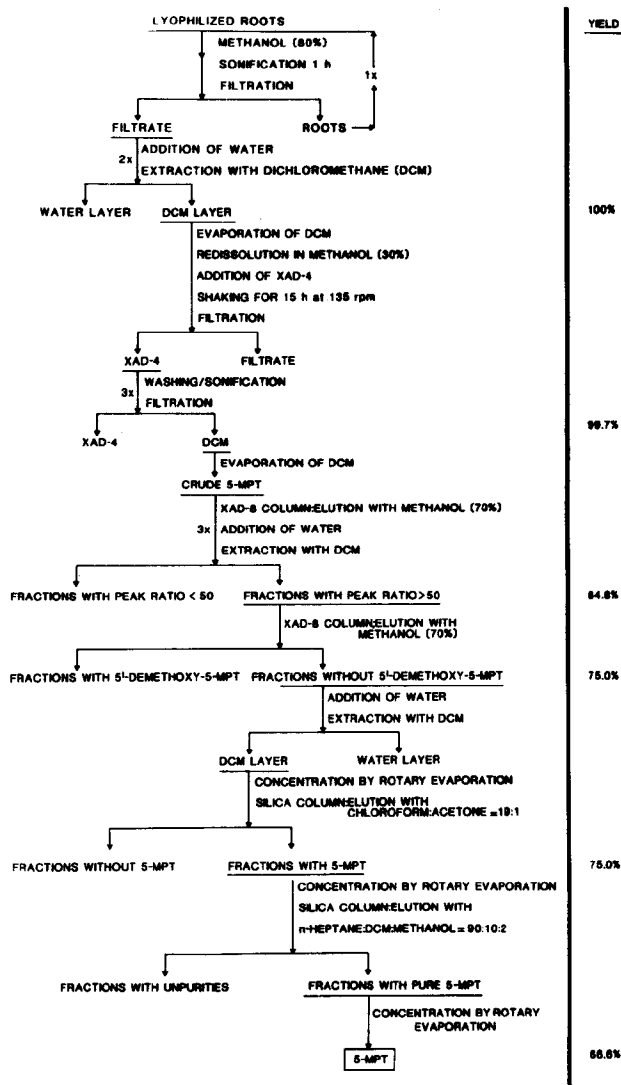 LYOPHILIZED ROOTS
YIELD
METHANOL (80%)
SONIFICATION 1 h
1x
FILTRATION
FILTRATE
ROOTS
ADDITION OF WATER
2x
EXTRACTION WITH DICHLOROMETHANE (DCM)
WATER LAYER
DCM LAYER
100%
EVAPORATION OF DCM
REDISSOLUTION IN METHANOL (30%)
ADDITION OF XAD-4
SHAKING FOR 15 h at 135 rpm
FILTRATION
XAD-4
FILTRATE
WASHING/SONIFICATION
3x
FILTRATION
XAD-4
DCM
99.7%
EVAPORATION OF DCM
CRUDE 5-MPT
XAD-8 COLUMN:ELUTION WITH METHANOL (70%)
3x
ADDITION OF WATER
EXTRACTION WITH DCM
FRACTIONS WITH PEAK RATIO < 50
FRACTIONS WITH PEAK RATIO > 50
84.8%
XAD-8 COLUMN:ELUTION WITH
METHANOL (70%)
FRACTIONS WITH 5'-DEMETHOXY-5-MPT
FRACTIONS WITHOUT 5'-DEMETHOXY-5-MPT
75.0%
ADDITION OF WATER
EXTRACTION WITH DCM
DCM LAYER
WATER LAYER
CONCENTRATION BY ROTARY EVAPORATION
SILICA COLUMN:ELUTION WITH
CHLOROFORM:ACETONE =19:1
FRACTIONS WITHOUT 5-MPT
FRACTIONS WITH 5-MPT
75.0%
CONCENTRATION BY ROTARY EVAPORATION
SILICA COLUMN:ELUTION WITH
n-HEPTANE:DCM:METHANOL = 90:10:2
FRACTIONS WITH UNPURITIES
FRACTIONS WITH PURE 5-MPT
CONCENTRATION BY ROTARY
EVAPORATION
5-MPT
66.6%